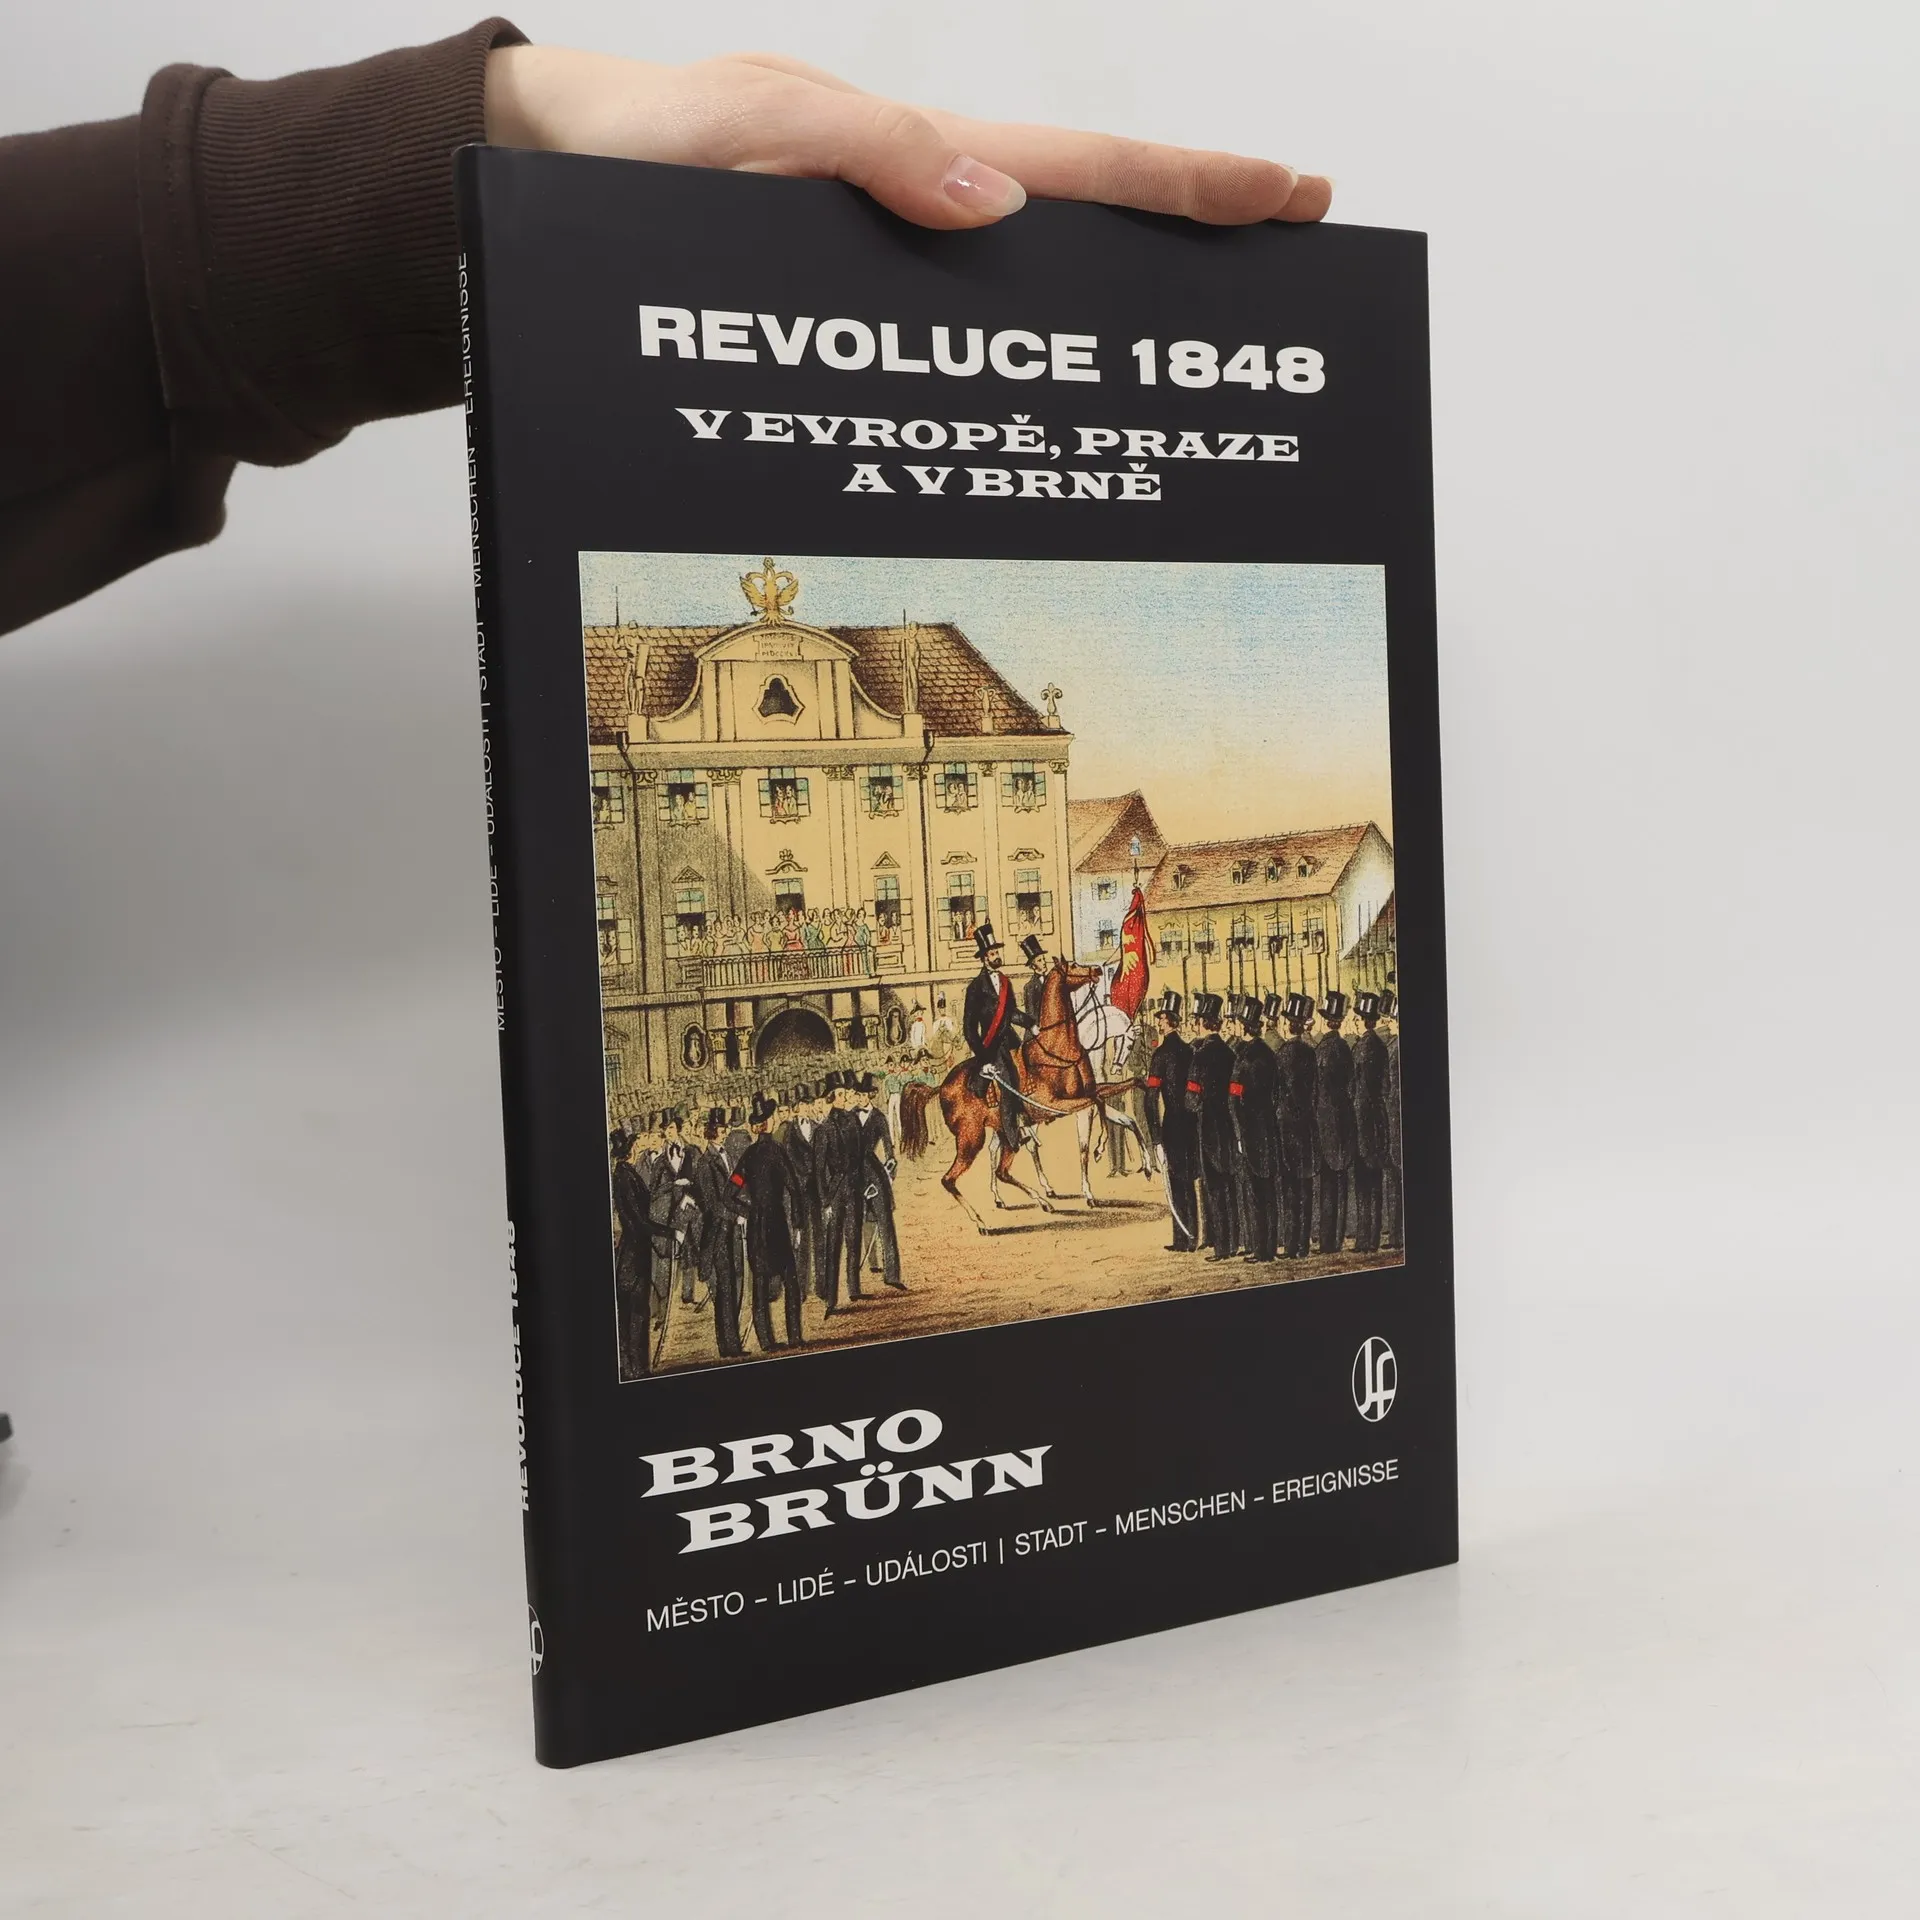 REVOLUCE 1848
V EVROPĚ, PRAZE
A V BRNĚ
BRNO
BRÜNN
MĚSTO – LIDÉ – UDÁLOSTI | STADT – MENSCHEN – EREIGNISSE
REVOLUCE 1848 MĚSTO – LIDÉ – UDÁLOSTI | STADT – MENSCHEN – EREIGNISSE